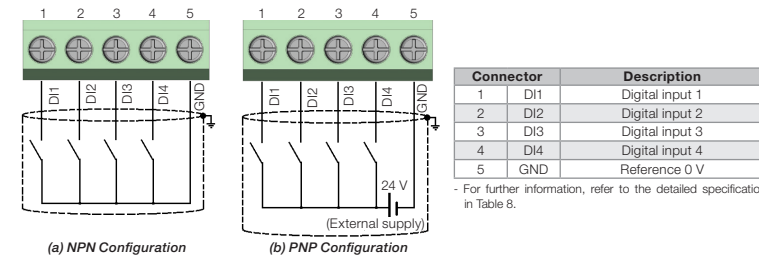 1 2 3 4 5
DI1 DI2 DI3 DI4 GND
(a) NPN Configuration
1 2 3 4 5
DI1 DI2 DI3 DI4 GND
24 V
(External supply)
(b) PNP Configuration
Connector Description
1 DI1 Digital input 1
2 DI2 Digital input 2
3 DI3 Digital input 3
4 DI4 Digital input 4
5 GND Reference 0 V
- For further information, refer to the detailed specificatio
in Table 8.